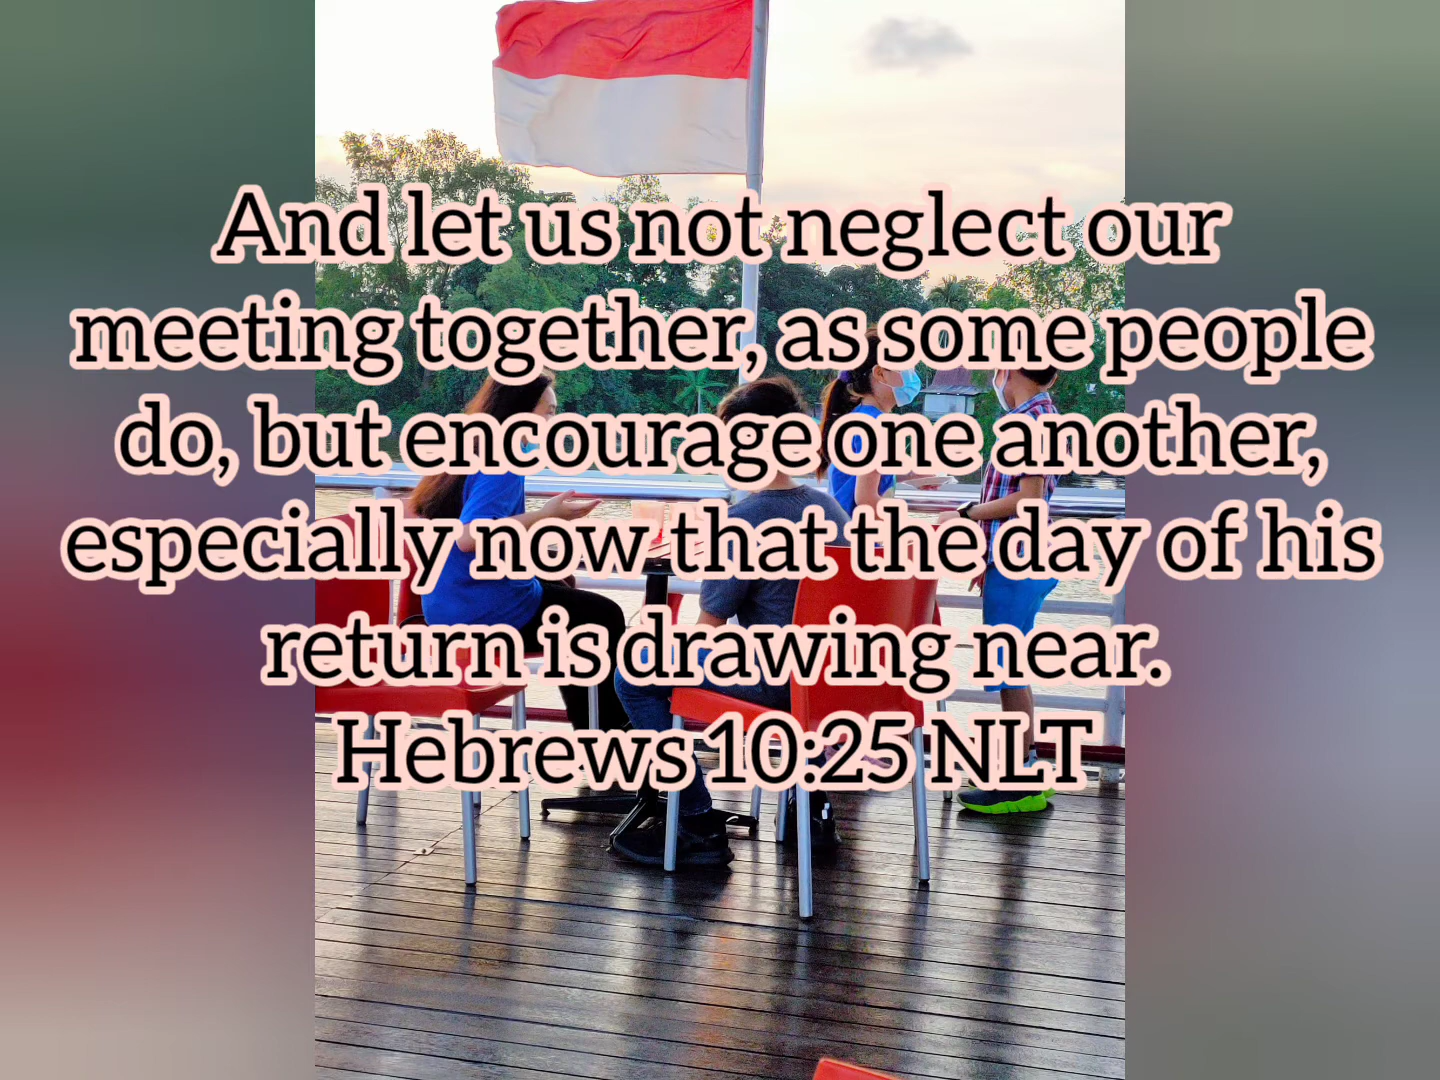 And let us not neglect our
meeting together, as some people
do, but encourage one another,
especially now that the day of his
return is drawing near.
Hebrews 10:25 NLT